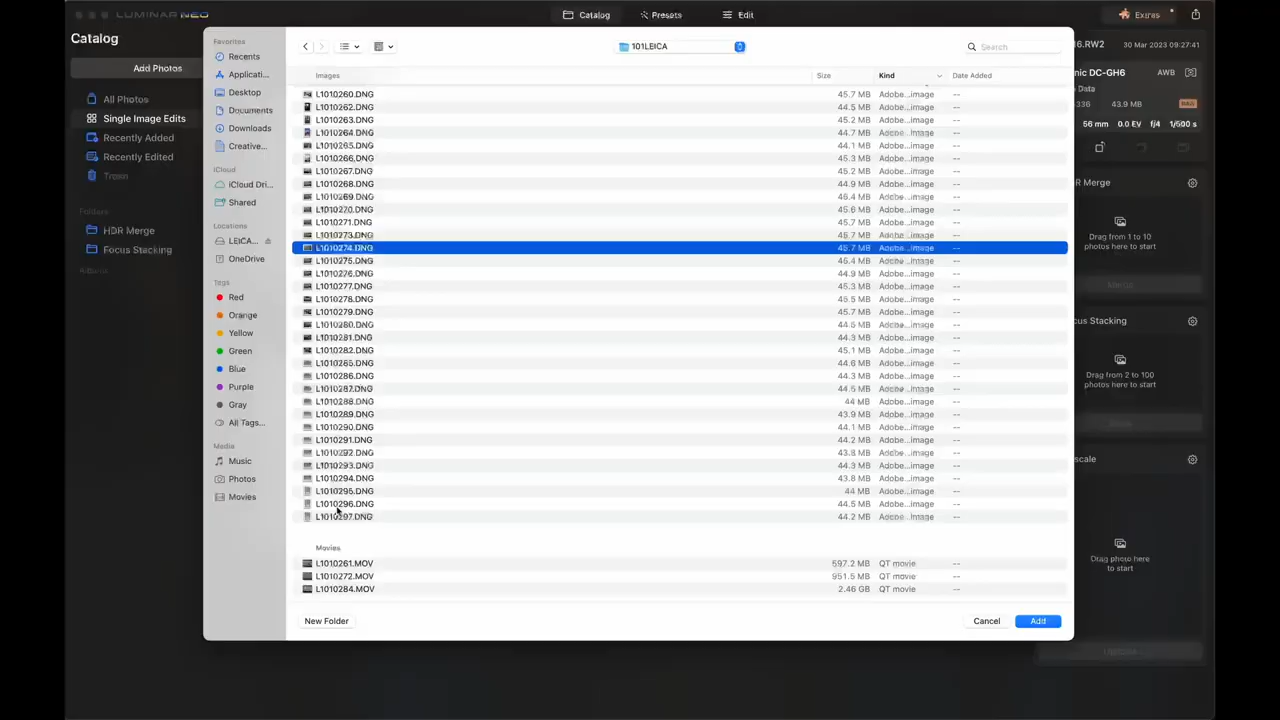 LUMINAR NEO
Catalog
Presets
Edit
Extras
Catalog
Add Photos
All Photos
Single Image Edits
Recently Added
Recently Edited
Trash
Folders
HDR Merge
Focus Stacking
Albums
Favorites
Recents
Applicati...
Desktop
Documents
Downloads
Creative...
iCloud
iCloud Dri...
Shared
Locations
LEICA...
OneDrive
Tags
Red
Orange
Yellow
Green
Blue
Purple
Gray
All Tags...
Media
Music
Photos
Movies
101LEICA
Search
Images Size Kind Date Added
L1010260.DNG 45.7 MB Adobe...image --
L1010262.DNG 44.5 MB Adobe...image --
L1010263.DNG 45.2 MB Adobe...image --
L1010264.DNG 44.7 MB Adobe...image --
L1010265.DNG 45.1 MB Adobe...image --
L1010266.DNG 45.3 MB Adobe...image --
L1010267.DNG 45.2 MB Adobe...image --
L1010268.DNG 44.9 MB Adobe...image --
L1010269.DNG 46.4 MB Adobe...image --
L1010270.DNG 45.6 MB Adobe...image --
L1010271.DNG 45.7 MB Adobe...image --
L1010273.DNG 45.7 MB Adobe...image --
L1010274.DNG 45.7 MB Adobe...image --
L1010275.DNG 45.4 MB Adobe...image --
L1010276.DNG 44.9 MB Adobe...image --
L1010277.DNG 45.3 MB Adobe...image --
L1010278.DNG 45.5 MB Adobe...image --
L1010279.DNG 45.7 MB Adobe...image --
L1010280.DNG 44.5 MB Adobe...image --
L1010281.DNG 44.3 MB Adobe...image --
L1010282.DNG 45.1 MB Adobe...image --
L1010285.DNG 44.6 MB Adobe...image --
L1010286.DNG 44.3 MB Adobe...image --
L1010287.DNG 44.5 MB Adobe...image --
L1010288.DNG 44 MB Adobe...image --
L1010289.DNG 43.9 MB Adobe...image --
L1010290.DNG 44.1 MB Adobe...image --
L1010291.DNG 44.2 MB Adobe...image --
L1010292.DNG 43.8 MB Adobe...image --
L1010293.DNG 44.3 MB Adobe...image --
L1010294.DNG 43.8 MB Adobe...image --
L1010295.DNG 44 MB Adobe...image --
L1010296.DNG 44.5 MB Adobe...image --
L1010297.DNG 44.2 MB Adobe...image --
Movies
L1010261.MOV 597.2 MB QT movie --
L1010272.MOV 951.5 MB QT movie --
L1010284.MOV 2.46 GB QT movie --
New Folder
Cancel
Add
6.RW2 30 Mar 2023 09:27:41
nic DC-GH6 AWB
Data
336 43.9 MB RAW
56 mm 0.0 EV f/4 1/500 s
R Merge
Drag from 1 to 10
photos here to start
Merge
cus Stacking
Drag from 2 to 100
photos here to start
scale
Drag photo here
to start